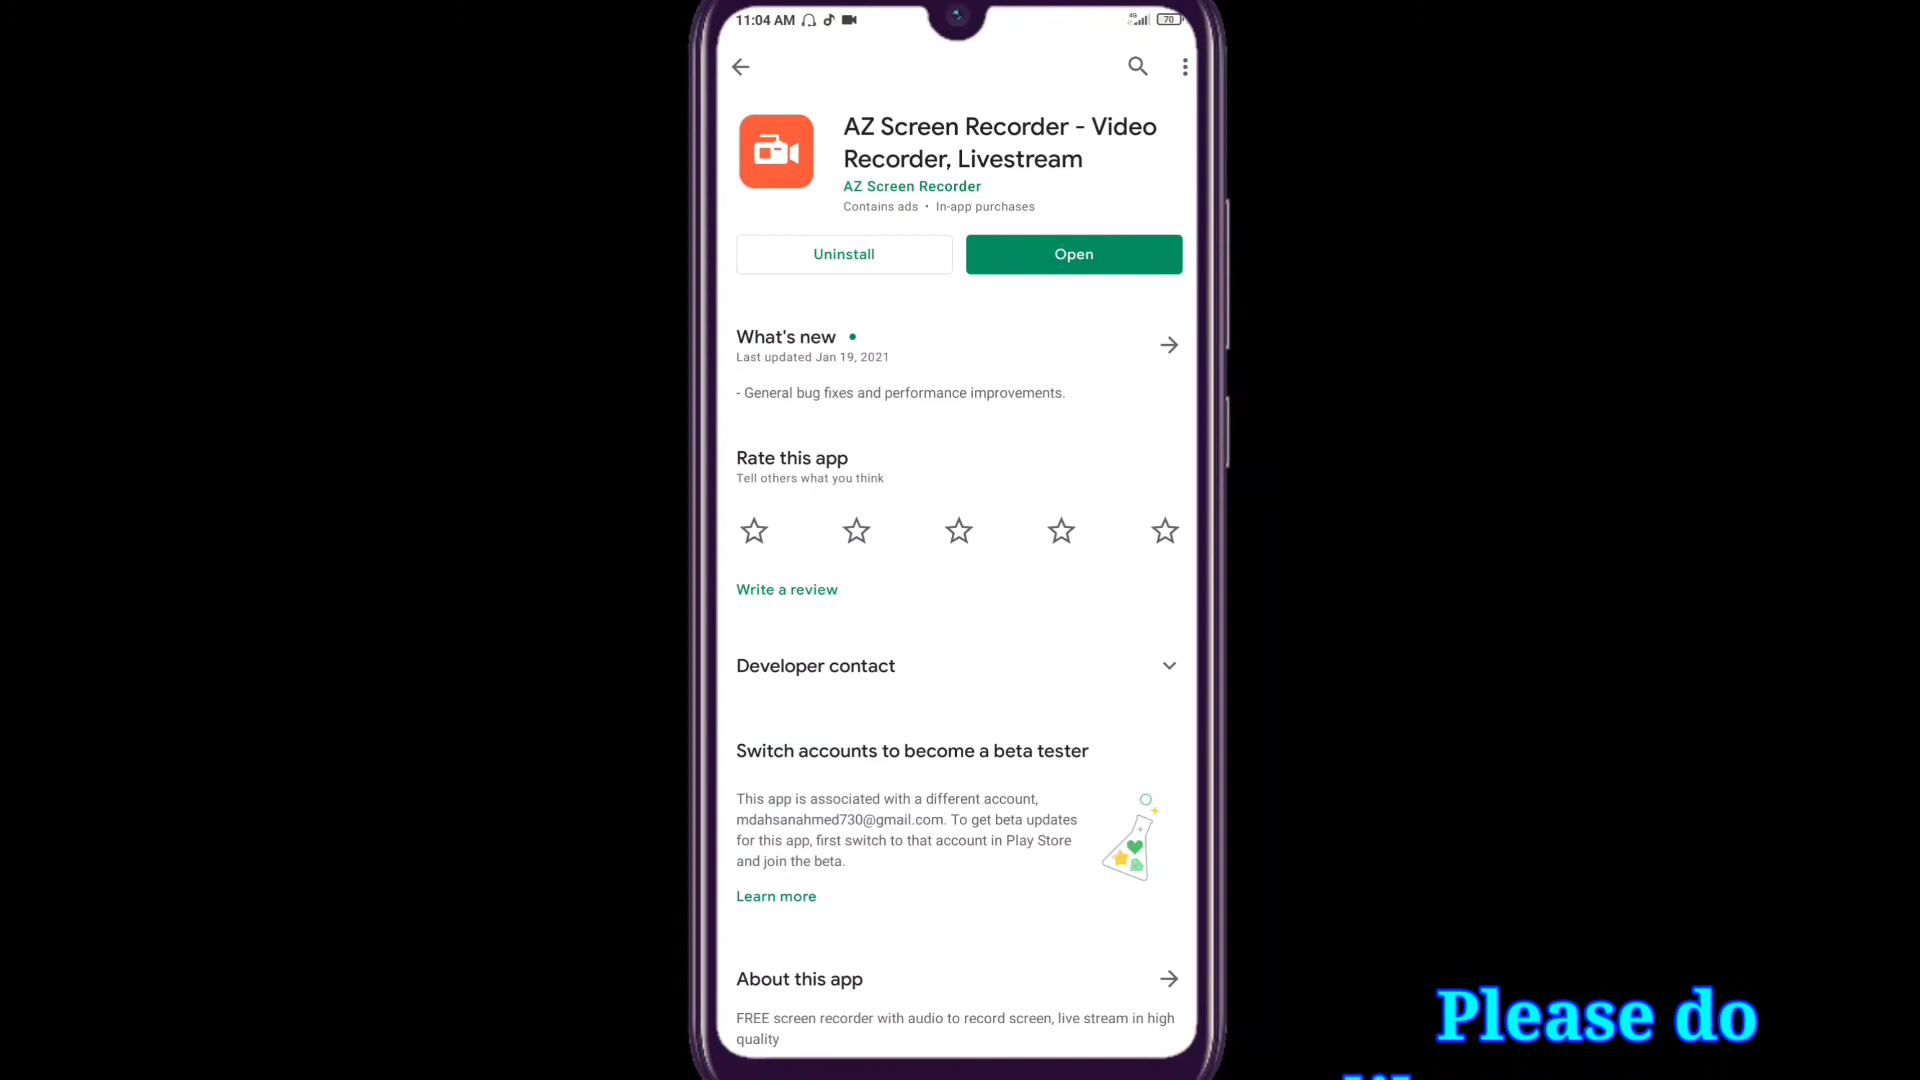 11:04 AM
4G
70
AZ Screen Recorder - Video
Recorder, Livestream
AZ Screen Recorder
Contains ads • In-app purchases
Uninstall
Open
What's new •
Last updated Jan 19, 2021
- General bug fixes and performance improvements.
Rate this app
Tell others what you think
Write a review
Developer contact
Switch accounts to become a beta tester
This app is associated with a different account,
mdahsanahmed730@gmail.com. To get beta updates
for this app, first switch to that account in Play Store
and join the beta.
Learn more
About this app
FREE screen recorder with audio to record screen, live stream in high
quality
Please do